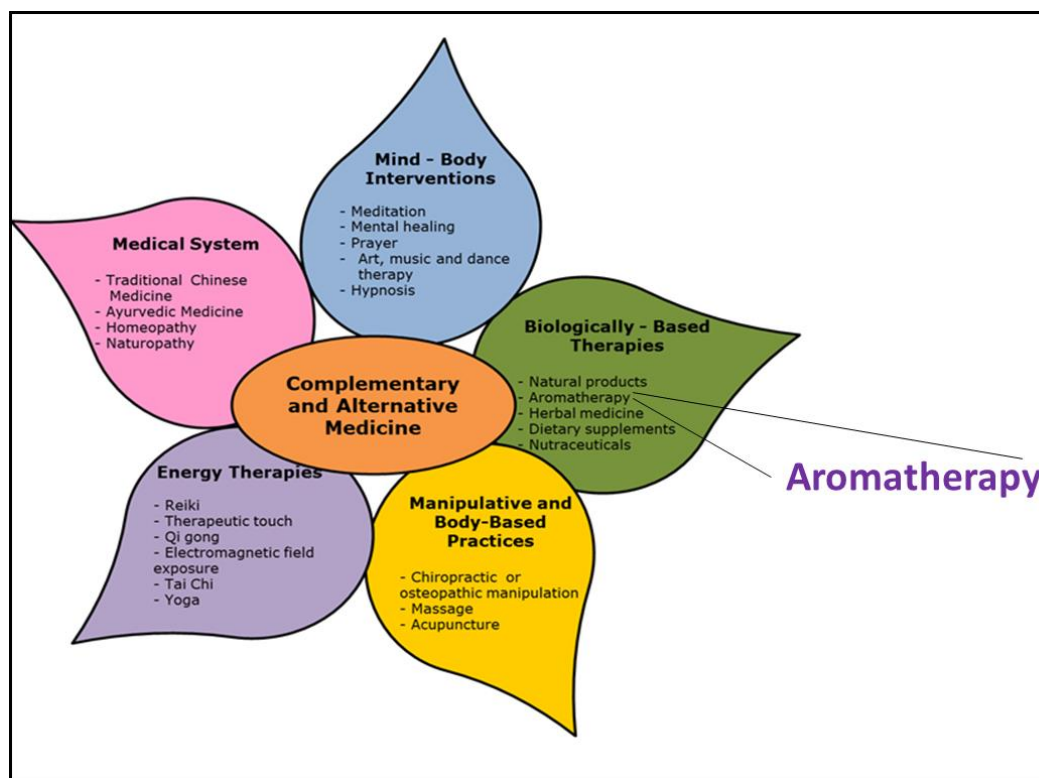 Mind - Body
Interventions
- Meditation
- Mental healing
- Prayer
- Art, music and dance
therapy
- Hypnosis
Medical System
- Traditional Chinese
Medicine
- Ayurvedic Medicine
- Homeopathy
- Naturopathy
Biologically - Based
Therapies
- Natural products
- Aromatherapy
- Herbal medicine
- Dietary supplements
- Nutraceuticals
Complementary
and Alternative
Medicine
Aromatherapy
Energy Therapies
- Reiki
- Therapeutic touch
- Qi gong
- Electromagnetic field
exposure
- Tai Chi
- Yoga
Manipulative and
Body-Based
Practices
- Chiropractic or
osteopathic manipulation
- Massage
- Acupuncture